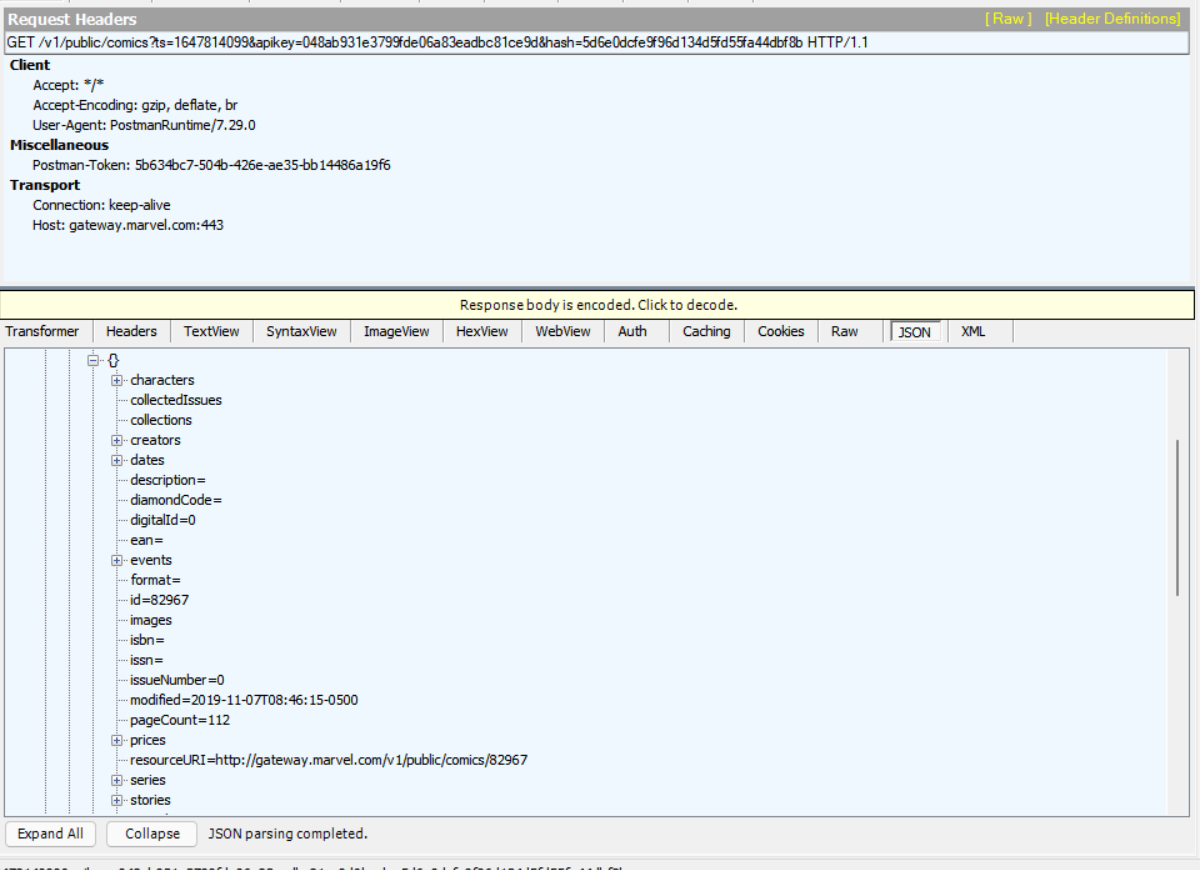 Request Headers [ Raw ] [Header Definitions]
GET /v1/public/comics?ts=1647814099&apikey=048ab931e3799fde06a83eadbc81ce9d&hash=5d6e0dcfe9f96d134d5fd55fa44dbf8b HTTP/1.1
Client
Accept: */*
Accept-Encoding: gzip, deflate, br
User-Agent: PostmanRuntime/7.29.0
Miscellaneous
Postman-Token: 5b634bc7-504b-426e-ae35-bb14486a19f6
Transport
Connection: keep-alive
Host: gateway.marvel.com:443
Response body is encoded. Click to decode.
Transformer Headers TextView SyntaxView ImageView HexView WebView Auth Caching Cookies Raw JSON XML
{}
characters
collectedIssues
collections
creators
dates
description=
diamondCode=
digitalId=0
ean=
events
format=
id=82967
images
isbn=
issn=
issueNumber=0
modified=2019-11-07T08:46:15-0500
pageCount=112
prices
resourceURI=http://gateway.marvel.com/v1/public/comics/82967
series
stories
Expand All Collapse JSON parsing completed.